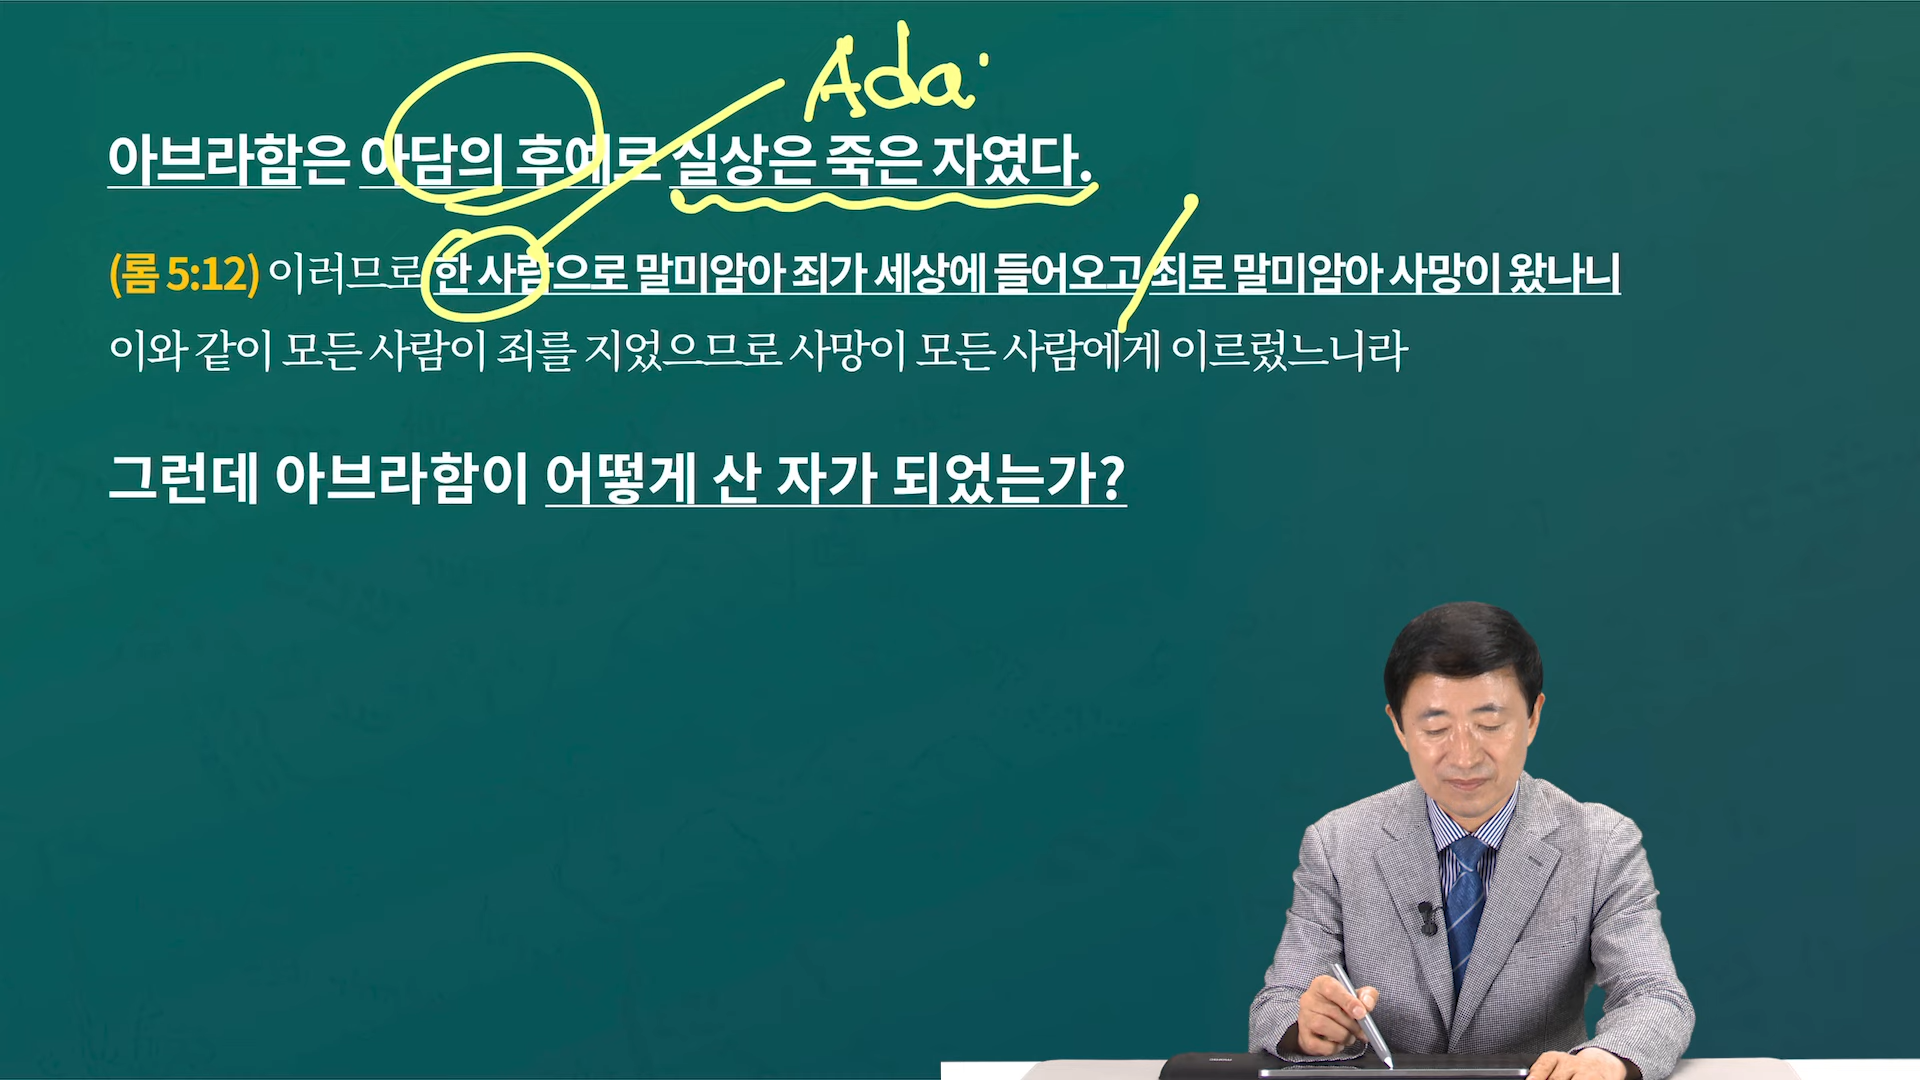 Ada
아브라함은 아담의 후예로 실상은 죽은 자였다.
(롬 5:12) 이러므로 한 사람으로 말미암아 죄가 세상에 들어오고 죄로 말미암아 사망이 왔나니
이와 같이 모든 사람이 죄를 지었으므로 사망이 모든 사람에게 이르렀느니라
그런데 아브라함이 어떻게 산 자가 되었는가?